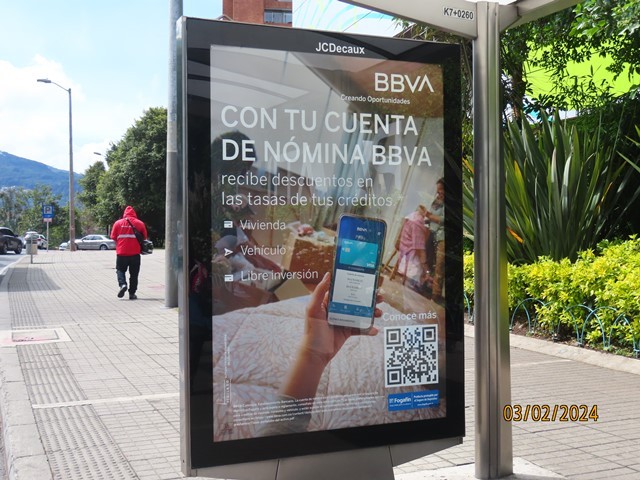 K7+0260
JCDecaux
BBVA
Creando Oportunidades
CON TU CUENTA
DE NÓMINA BBVA
recibe descuentos en
las tasas de tus créditos
Vivienda
Vehículo
Libre inversión
Conoce más
Fogafín
03/02/2024